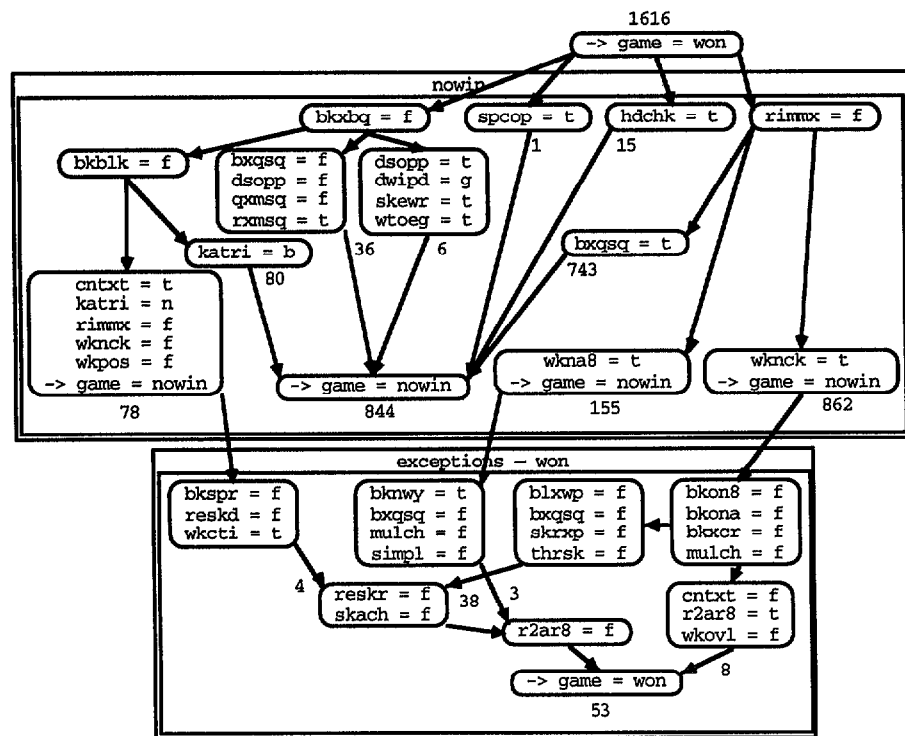 1616
-> game = won
nowin
bkxbq = f
spcop = t
hdchk = t
rimmx = f
1
15
bkblk = f
bxqsq = f
dsopp = f
qxmsq = f
rxmsq = t
dsopp = t
dwipd = g
skewr = t
wtoeg = t
katri = b
36
6
bxqsq = t
80
743
cntxt = t
katri = n
rimmx = f
wknck = f
wkpos = f
-> game = nowin
78
-> game = nowin
844
wkna8 = t
-> game = nowin
155
wknck = t
-> game = nowin
862
exceptions — won
bkspr = f
reskd = f
wkcti = t
bknwy = t
bxqsq = f
mulch = f
simpl = f
blxwp = f
bxqsq = f
skrxp = f
thrsk = f
bkon8 = f
bkona = f
bkxcr = f
mulch = f
4
reskr = f
skach = f
38
3
r2ar8 = f
cntxt = f
r2ar8 = t
wkovl = f
8
-> game = won
53